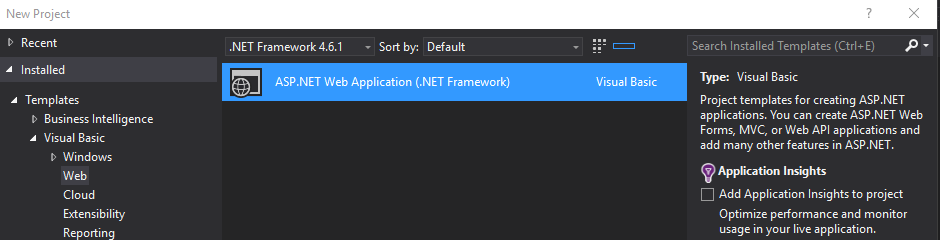 New Project
Recent
.NET Framework 4.6.1
Sort by: Default
Search Installed Templates (Ctrl+E)
Installed
Templates
Business Intelligence
Visual Basic
Windows
Web
Cloud
Extensibility
Reporting
ASP.NET Web Application (.NET Framework)
Visual Basic
Type: Visual Basic
Project templates for creating ASP.NET
applications. You can create ASP.NET Web
Forms, MVC, or Web API applications and
add many other features in ASP.NET.
Application Insights
Add Application Insights to project
Optimize performance and monitor
usage in your live application.